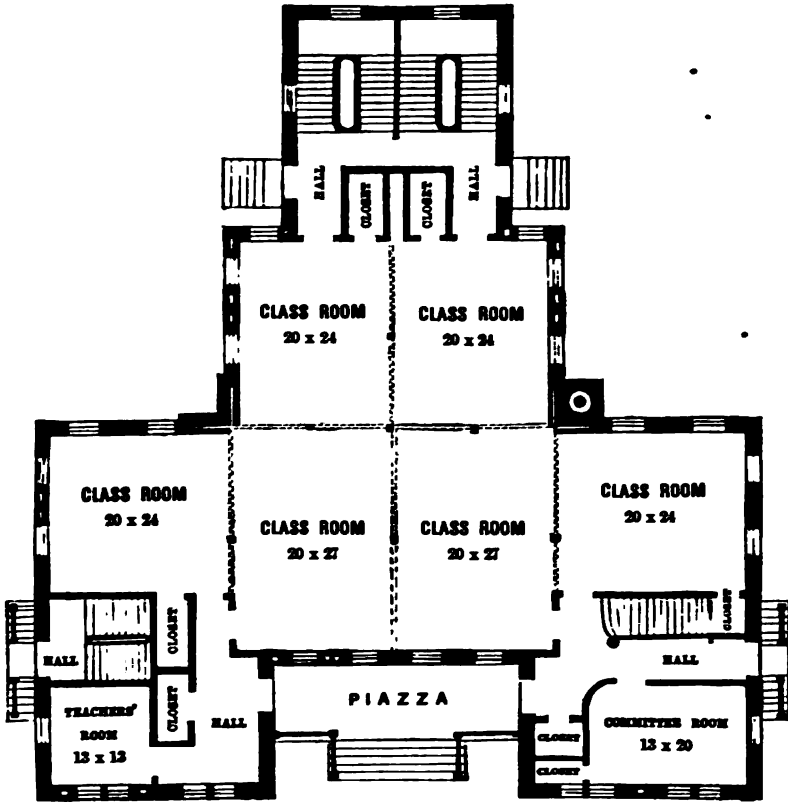 HALL
CLOSET
CLOSET
HALL
CLASS ROOM
20 x 24
CLASS ROOM
20 x 24
CLASS ROOM
20 x 24
CLASS ROOM
20 x 27
CLASS ROOM
20 x 27
CLASS ROOM
20 x 24
CLOSET
CLOSET
HALL
HALL
CLOSET
PIAZZA
TEACHERS'
ROOM
13 x 13
HALL
COMMITTEE ROOM
13 x 20
CLOSET
CLOSET